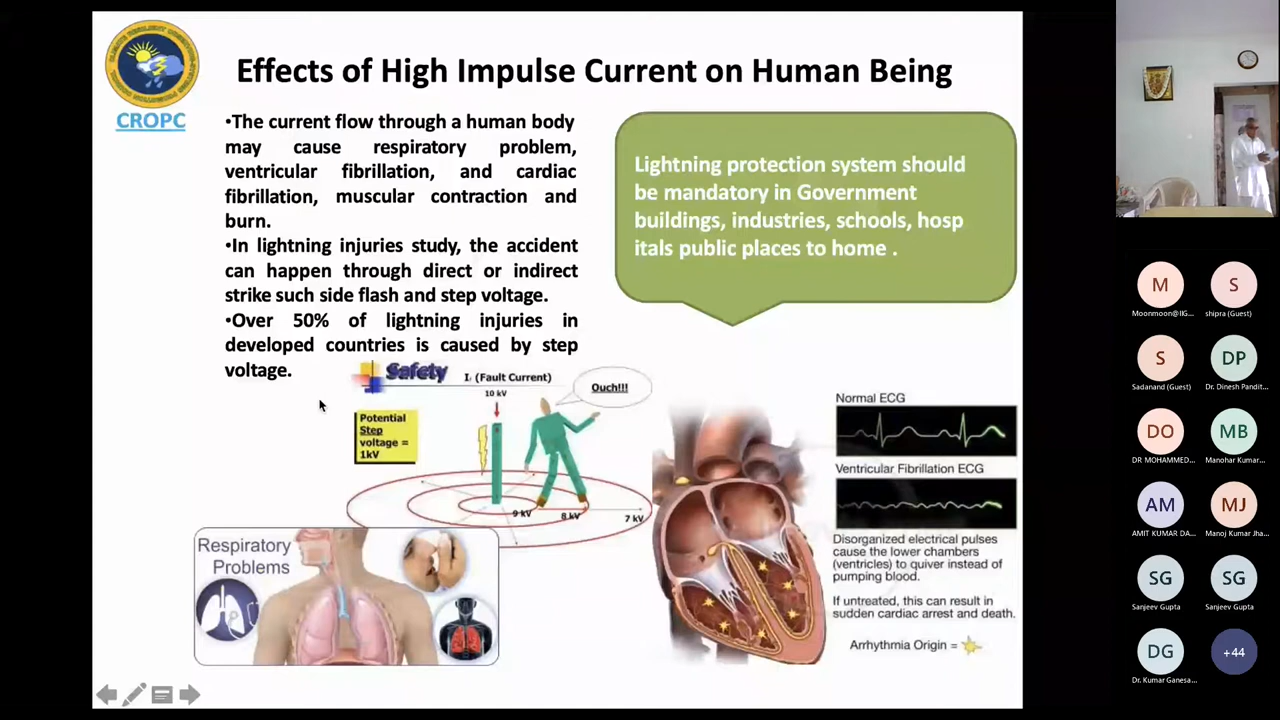 Effects of High Impulse Current on Human Being
CROPC
•The current flow through a human body
may cause respiratory problem,
ventricular fibrillation, and cardiac
fibrillation, muscular contraction and
burn.
•In lightning injuries study, the accident
can happen through direct or indirect
strike such side flash and step voltage.
•Over 50% of lightning injuries in
developed countries is caused by step
voltage.
Lightning protection system should
be mandatory in Government
buildings, industries, schools, hosp
itals public places to home .
Safety
I (Fault Current)
10 kV
Ouch!!!
Potential
Step
voltage =
1kV
9 kV
8 kV
7 kV
Respiratory
Problems
Normal ECG
Ventricular Fibrillation ECG
Disorganized electrical pulses
cause the lower chambers
(ventricles) to quiver instead of
pumping blood.
If untreated, this can result in
sudden cardiac arrest and death.
Arrhythmia Origin =
M
Moonmoon@IIG...
S
shipra (Guest)
S
Sadanand (Guest)
DP
Dr. Dinesh Pandit...
DO
DR MOHAMMED...
MB
Manohar Kumar...
AM
AMIT KUMAR DA...
MJ
Manoj Kumar Jha...
SG
Sanjeev Gupta
SG
Sanjeev Gupta
DG
Dr. Kumar Ganesa...
+44